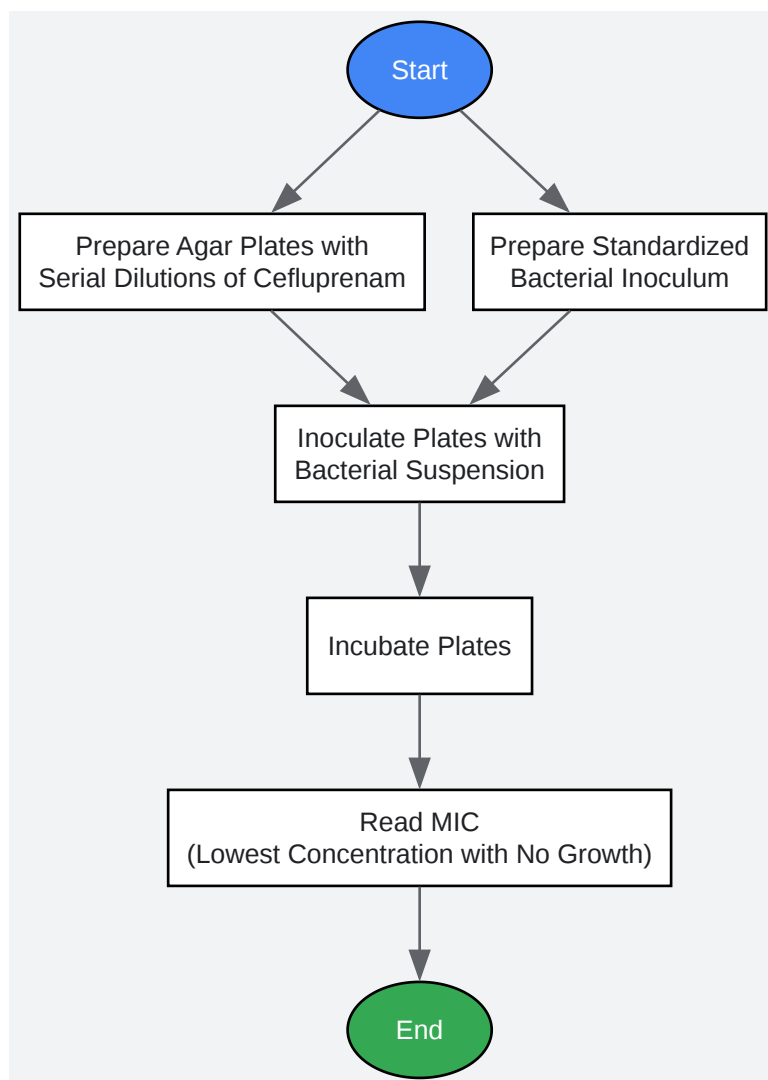 Start
Prepare Agar Plates with
Serial Dilutions of Cefluprenam
Prepare Standardized
Bacterial Inoculum
Inoculate Plates with
Bacterial Suspension
Incubate Plates
Read MIC
(Lowest Concentration with No Growth)
End